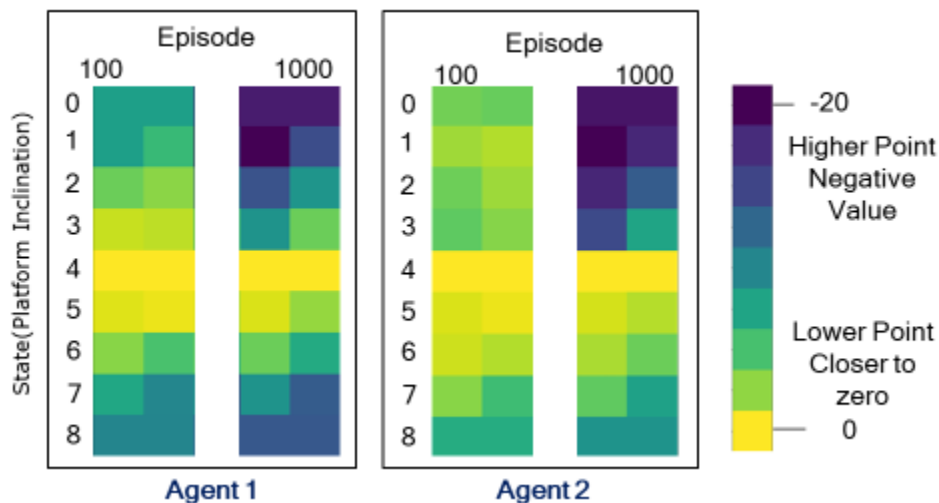 Episode
100 1000
State(Platform Inclination)
0
1
2
3
4
5
6
7
8
Agent 1
Episode
100 1000
0
1
2
3
4
5
6
7
8
Agent 2
-20
Higher Point
Negative
Value
Lower Point
Closer to
zero
0